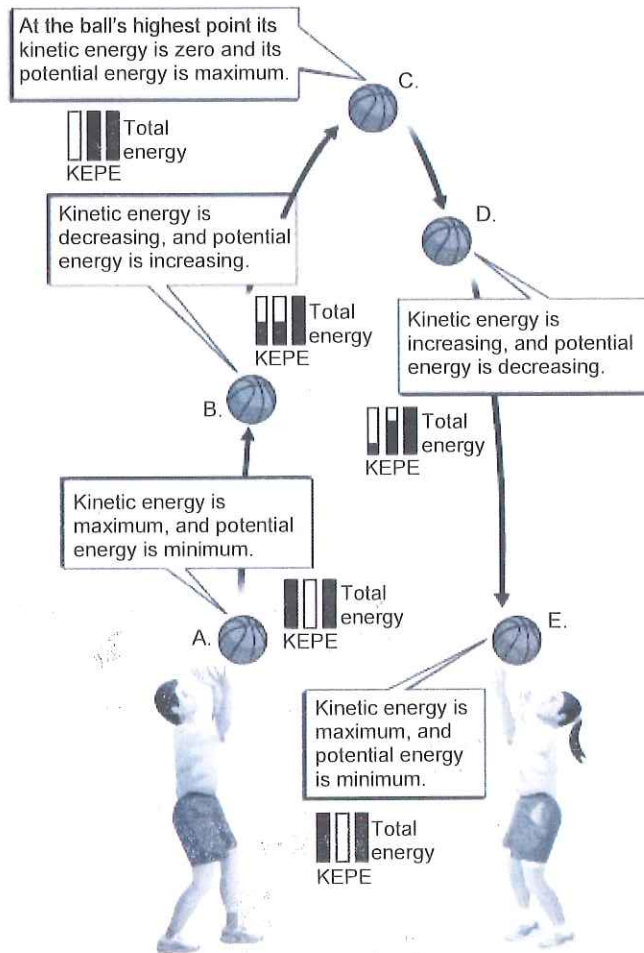 At the ball's highest point its
kinetic energy is zero and its
potential energy is maximum.
C.
Total
energy
KEPE
Kinetic energy is
decreasing, and potential
energy is increasing.
D.
Total
energy
KEPE
Kinetic energy is
increasing, and potential
energy is decreasing.
B.
Total
energy
KEPE
Kinetic energy is
maximum, and potential
energy is minimum.
Total
energy
KEPE
A.
E.
Kinetic energy is
maximum, and
potential energy
is minimum.
Total
energy
KEPE